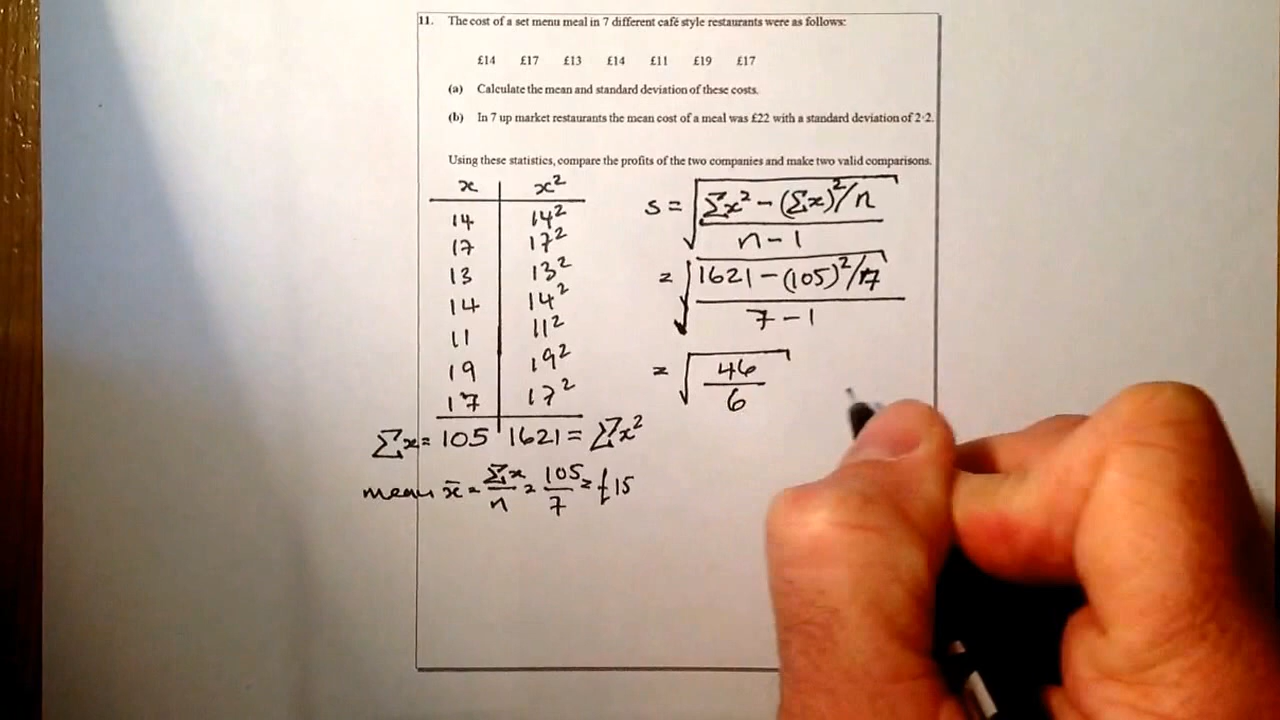 11. The cost of a set menu meal in 7 different café style restaurants were as follows:
£14 £17 £13 £14 £11 £19 £17
(a) Calculate the mean and standard deviation of these costs.
(b) In 7 up market restaurants the mean cost of a meal was £22 with a standard deviation of 2·2.
Using these statistics, compare the profits of the two companies and make two valid comparisons.
x x²
14 14²
17 17²
13 13²
14 14²
11 11²
19 19²
17 17²
∑x = 105 1621 = ∑x²
mean x̄ = ∑x/n = 105/7 = £15
s = √((∑x² – (∑x)²/n)/(n – 1))
= √((1621 – (105)²/7)/(7 – 1))
= √(46/6)